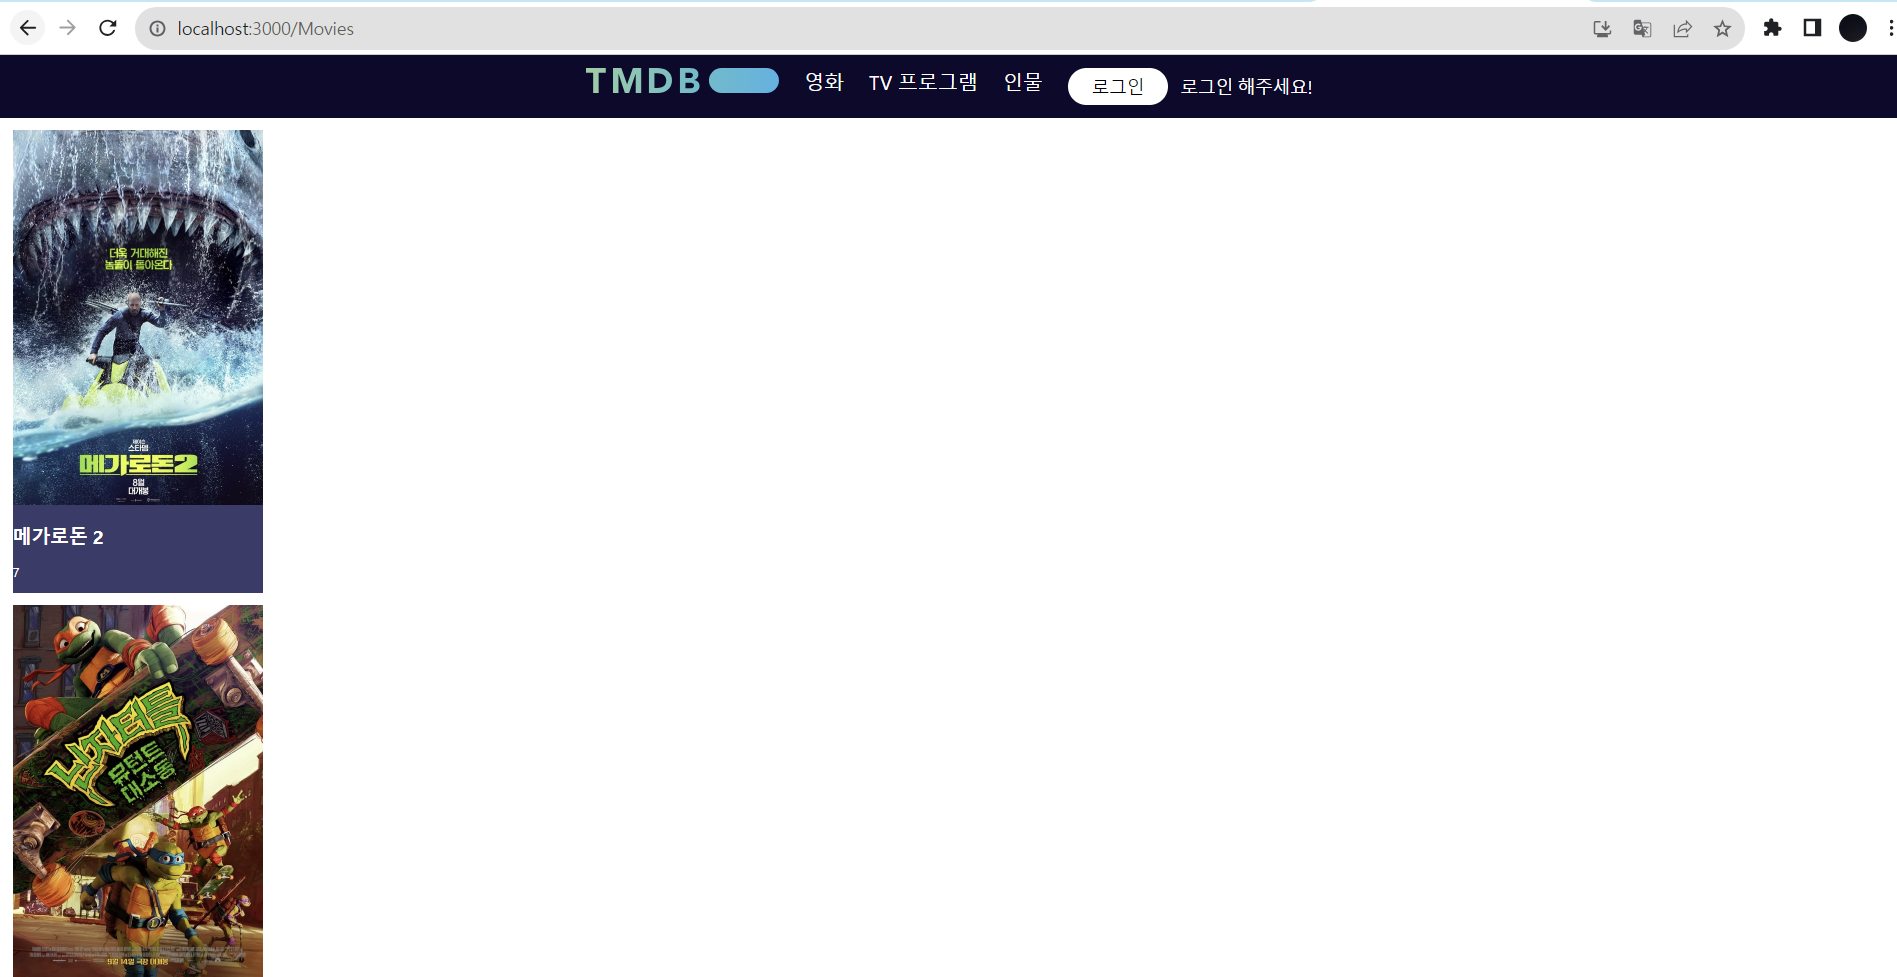 localhost:3000/Movies
TMDB 영화 TV 프로그램 인물 로그인 로그인 해주세요!
더욱 거대해진
놈들이 돌아온다
제이슨
스타뎀
메가로돈2
8월
대개봉
메가로돈 2
7
닌자터틀
뮤턴트
대소동
9월 14일 극장 대개봉